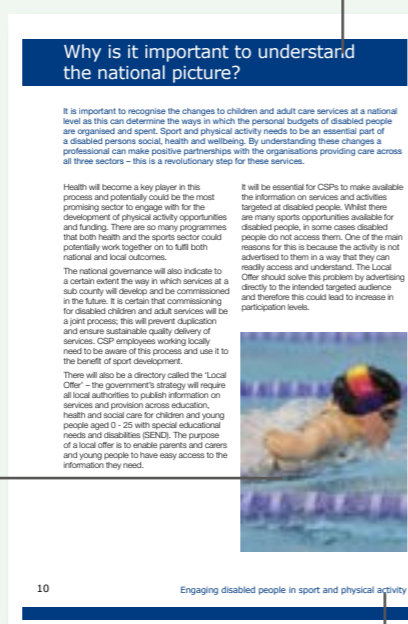 Why is it important to understand
the national picture?
It is important to recognise the changes to children and adult care services at a national
level as this can determine the ways in which the personal budgets of disabled people
are organised and spent. Sport and physical activity needs to be an essential part of
a disabled persons social, health and wellbeing. By understanding these changes a
professional can make positive partnerships with the organisations providing care across
all three sectors – this is a revolutionary step for these services.
Health will become a key player in this
process and potentially could be the most
promising sector to engage with for the
development of physical activity opportunities
and funding. There are so many programmes
that both health and the sports sector could
potentially work together on to fulfil both
national and local outcomes.
The national governance will also indicate to
a certain extent the way in which services at a
sub county will develop and be commissioned
in the future. It is certain that commissioning
for disabled children and adult services will be
a joint process; this will prevent duplication
and ensure sustainable quality delivery of
services. CSP employees working locally
need to be aware of this process and use it to
the benefit of sport development.
There will also be a directory called the ‘Local
Offer’ – the government’s strategy will require
all local authorities to publish information on
services and provision across education,
health and social care for children and young
people aged 0 - 25 with special educational
needs and disabilities (SEND). The purpose
of a local offer is to enable parents and carers
and young people to have easy access to the
information they need.
It will be essential for CSPs to make available
the information on services and activities
targeted at disabled people. Whilst there
are many sports opportunities available for
disabled people, in some cases disabled
people do not access them. One of the main
reasons for this is because the activity is not
advertised to them in a way that they can
readily access and understand. The Local
Offer should solve this problem by advertising
directly to the intended targeted audience
and therefore this could lead to increase in
participation levels.
10
Engaging disabled people in sport and physical activity